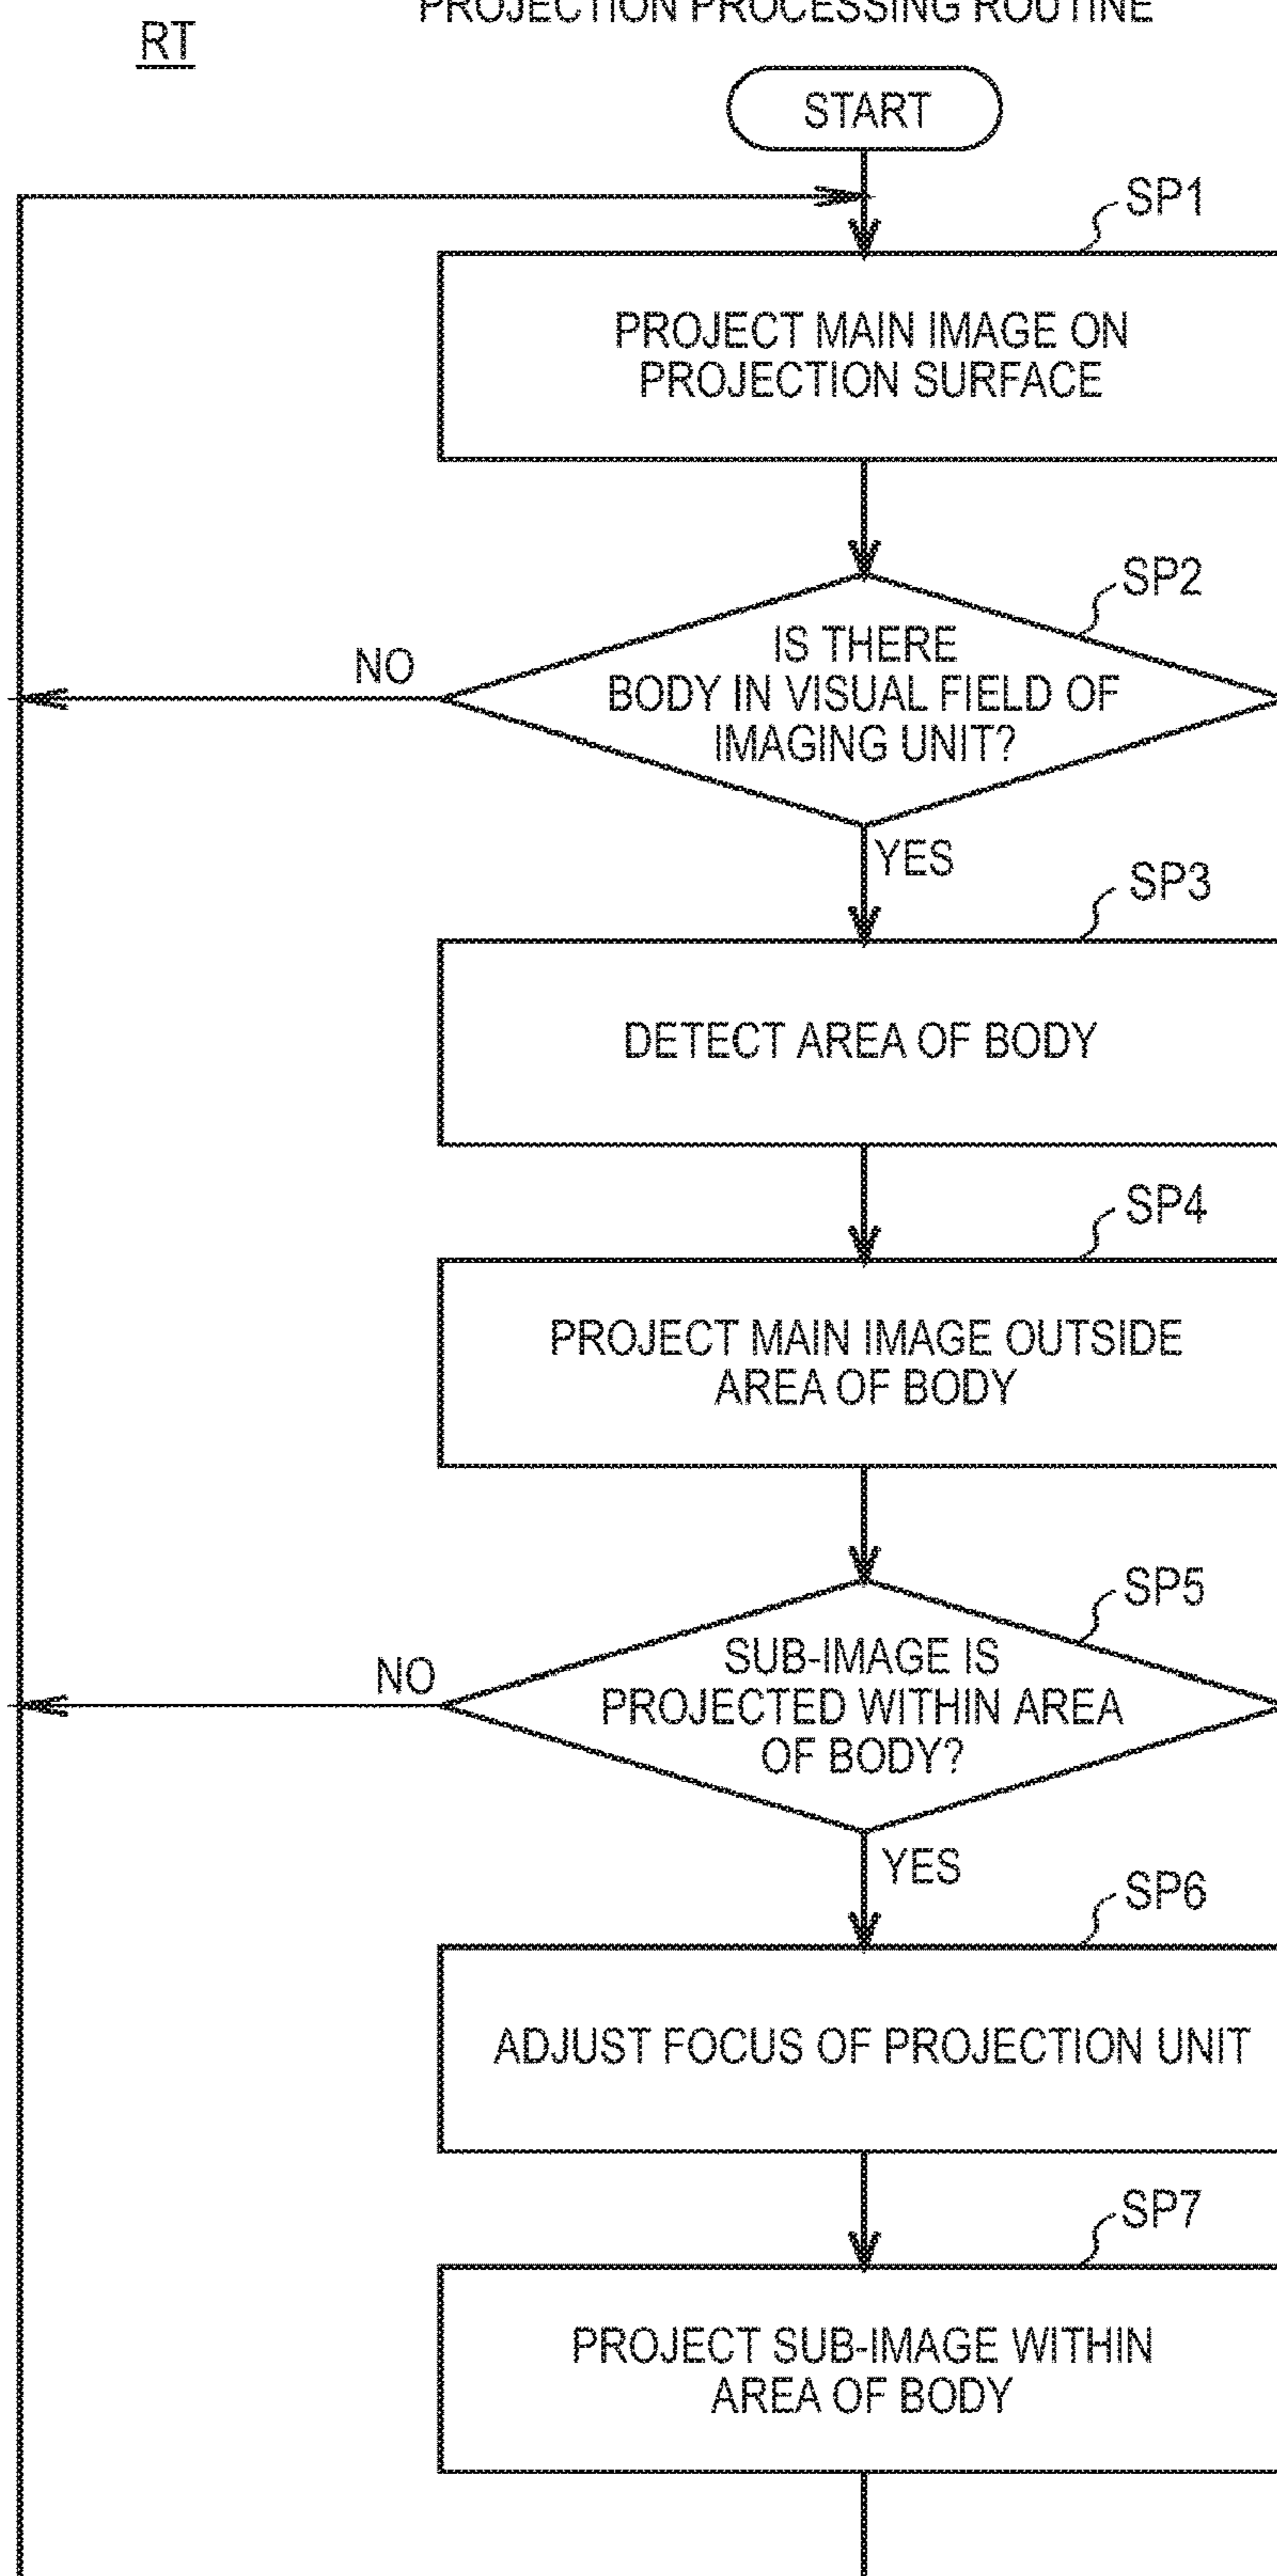 PROJECTION PROCESSING ROUTINE
RT
START
SP1
PROJECT MAIN IMAGE ON
PROJECTION SURFACE
SP2
IS THERE
BODY IN VISUAL FIELD OF
IMAGING UNIT?
NO
YES
SP3
DETECT AREA OF BODY
SP4
PROJECT MAIN IMAGE OUTSIDE
AREA OF BODY
SP5
SUB-IMAGE IS
PROJECTED WITHIN AREA
OF BODY?
NO
YES
SP6
ADJUST FOCUS OF PROJECTION UNIT
SP7
PROJECT SUB-IMAGE WITHIN
AREA OF BODY